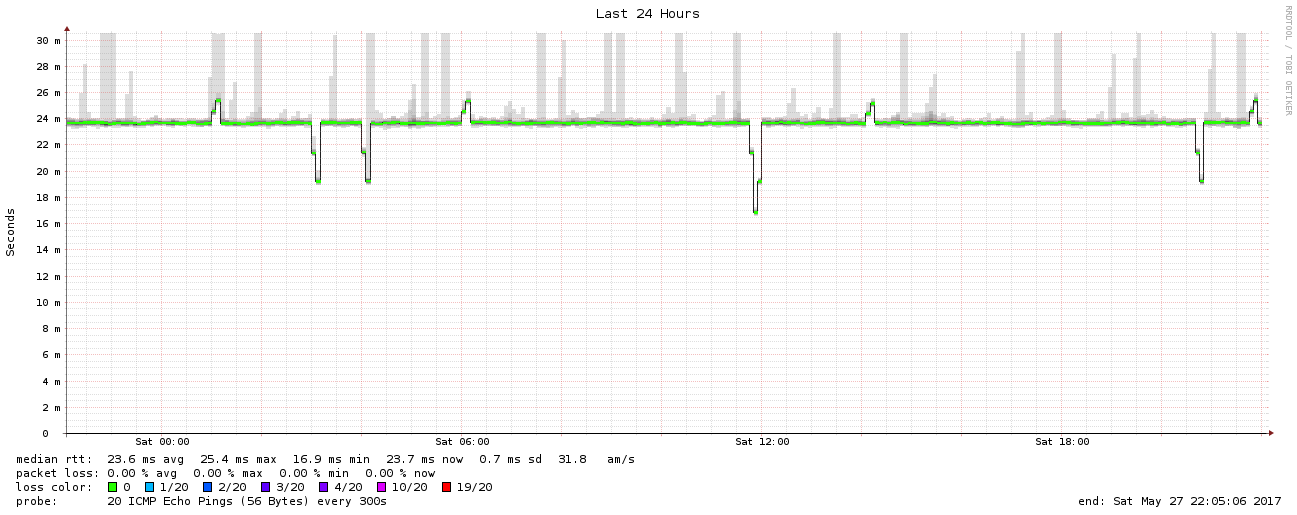 Last 24 Hours
RRDTOOL / TOBI OETIKER
Seconds
30 m
28 m
26 m
24 m
22 m
20 m
18 m
16 m
14 m
12 m
10 m
8 m
6 m
4 m
2 m
0
Sat 00:00 Sat 06:00 Sat 12:00 Sat 18:00
median rtt: 23.6 ms avg 25.4 ms max 16.9 ms min 23.7 ms now 0.7 ms sd 31.8 am/s
packet loss: 0.00 % avg 0.00 % max 0.00 % min 0.00 % now
loss color: 0 1/20 2/20 3/20 4/20 10/20 19/20
probe: 20 ICMP Echo Pings (56 Bytes) every 300s end: Sat May 27 22:05:06 2017